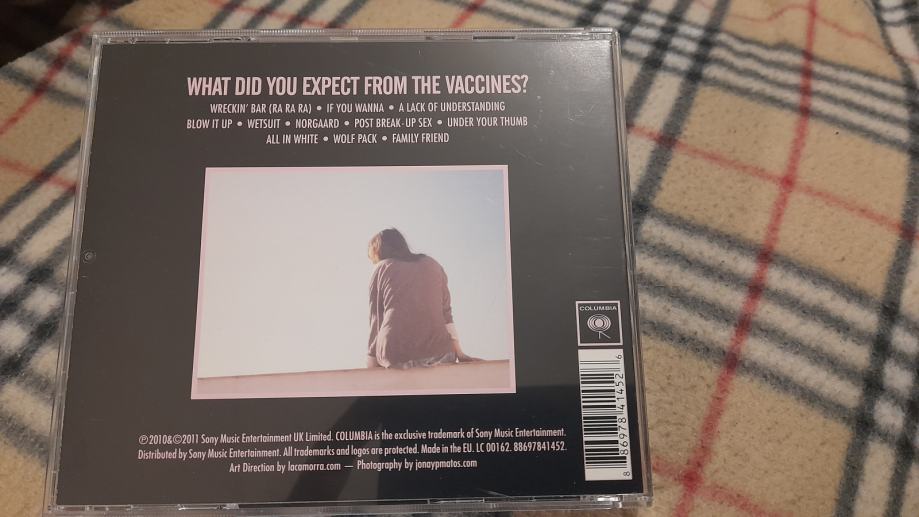 WHAT DID YOU EXPECT FROM THE VACCINES?
WRECKIN' BAR (RA RA RA) • IF YOU WANNA • A LACK OF UNDERSTANDING
BLOW IT UP • WETSUIT • NORGAARD • POST BREAK-UP SEX • UNDER YOUR THUMB
ALL IN WHITE • WOLF PACK • FAMILY FRIEND
COLUMBIA
8 86978 41452 6
℗2010&©2011 Sony Music Entertainment UK Limited. COLUMBIA is the exclusive trademark of Sony Music Entertainment.
Distributed by Sony Music Entertainment. All trademarks and logos are protected. Made in the EU. LC 00162. 88697841452.
Art Direction by lacamorra.com — Photography by jonaypmatos.com